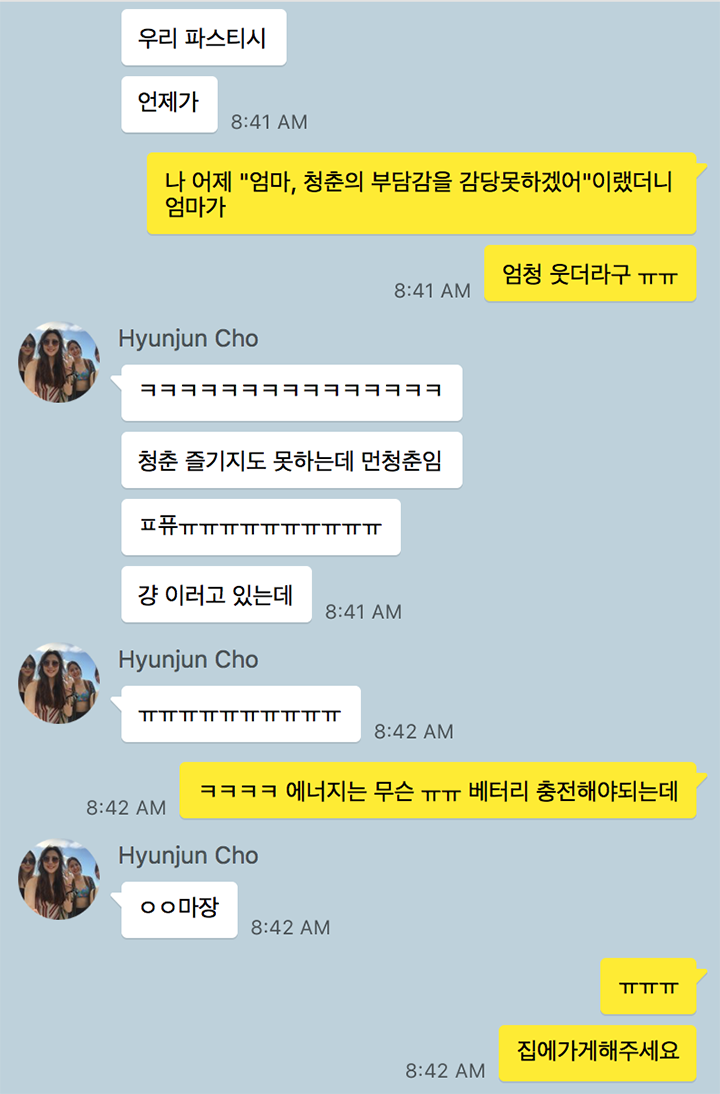 우리 파스티시
언제가
8:41 AM
나 어제 "엄마, 청춘의 부담감을 감당못하겠어"이랬더니
엄마가
엄청 웃더라구 ㅠㅠ
8:41 AM
Hyunjun Cho
ㅋㅋㅋㅋㅋㅋㅋㅋㅋㅋㅋㅋㅋㅋㅋ
청춘 즐기지도 못하는데 먼청춘임
ㅍ퓨ㅠㅠㅠㅠㅠㅠㅠㅠㅠㅠ
걍 이러고 있는데
8:41 AM
Hyunjun Cho
ㅠㅠㅠㅠㅠㅠㅠㅠㅠㅠ
8:42 AM
ㅋㅋㅋㅋ 에너지는 무슨 ㅠㅠ 베터리 충전해야되는데
8:42 AM
Hyunjun Cho
ㅇㅇ마장
8:42 AM
ㅠㅠㅠ
집에가게해주세요
8:42 AM